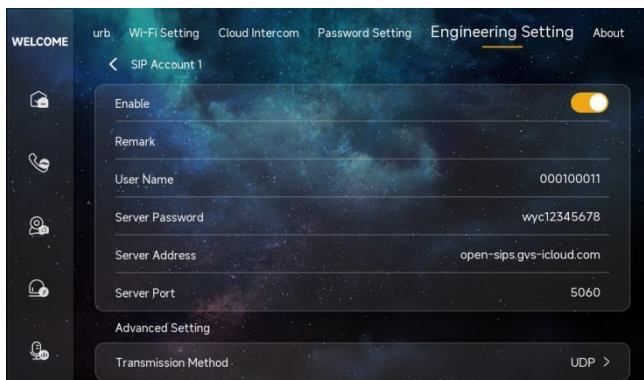 WELCOME
urb Wi-Fi Setting Cloud Intercom Password Setting Engineering Setting About
SIP Account 1
Enable
Remark
User Name 000100011
Server Password wyc12345678
Server Address open-sips.gvs-icloud.com
Server Port 5060
Advanced Setting
Transmission Method UDP >